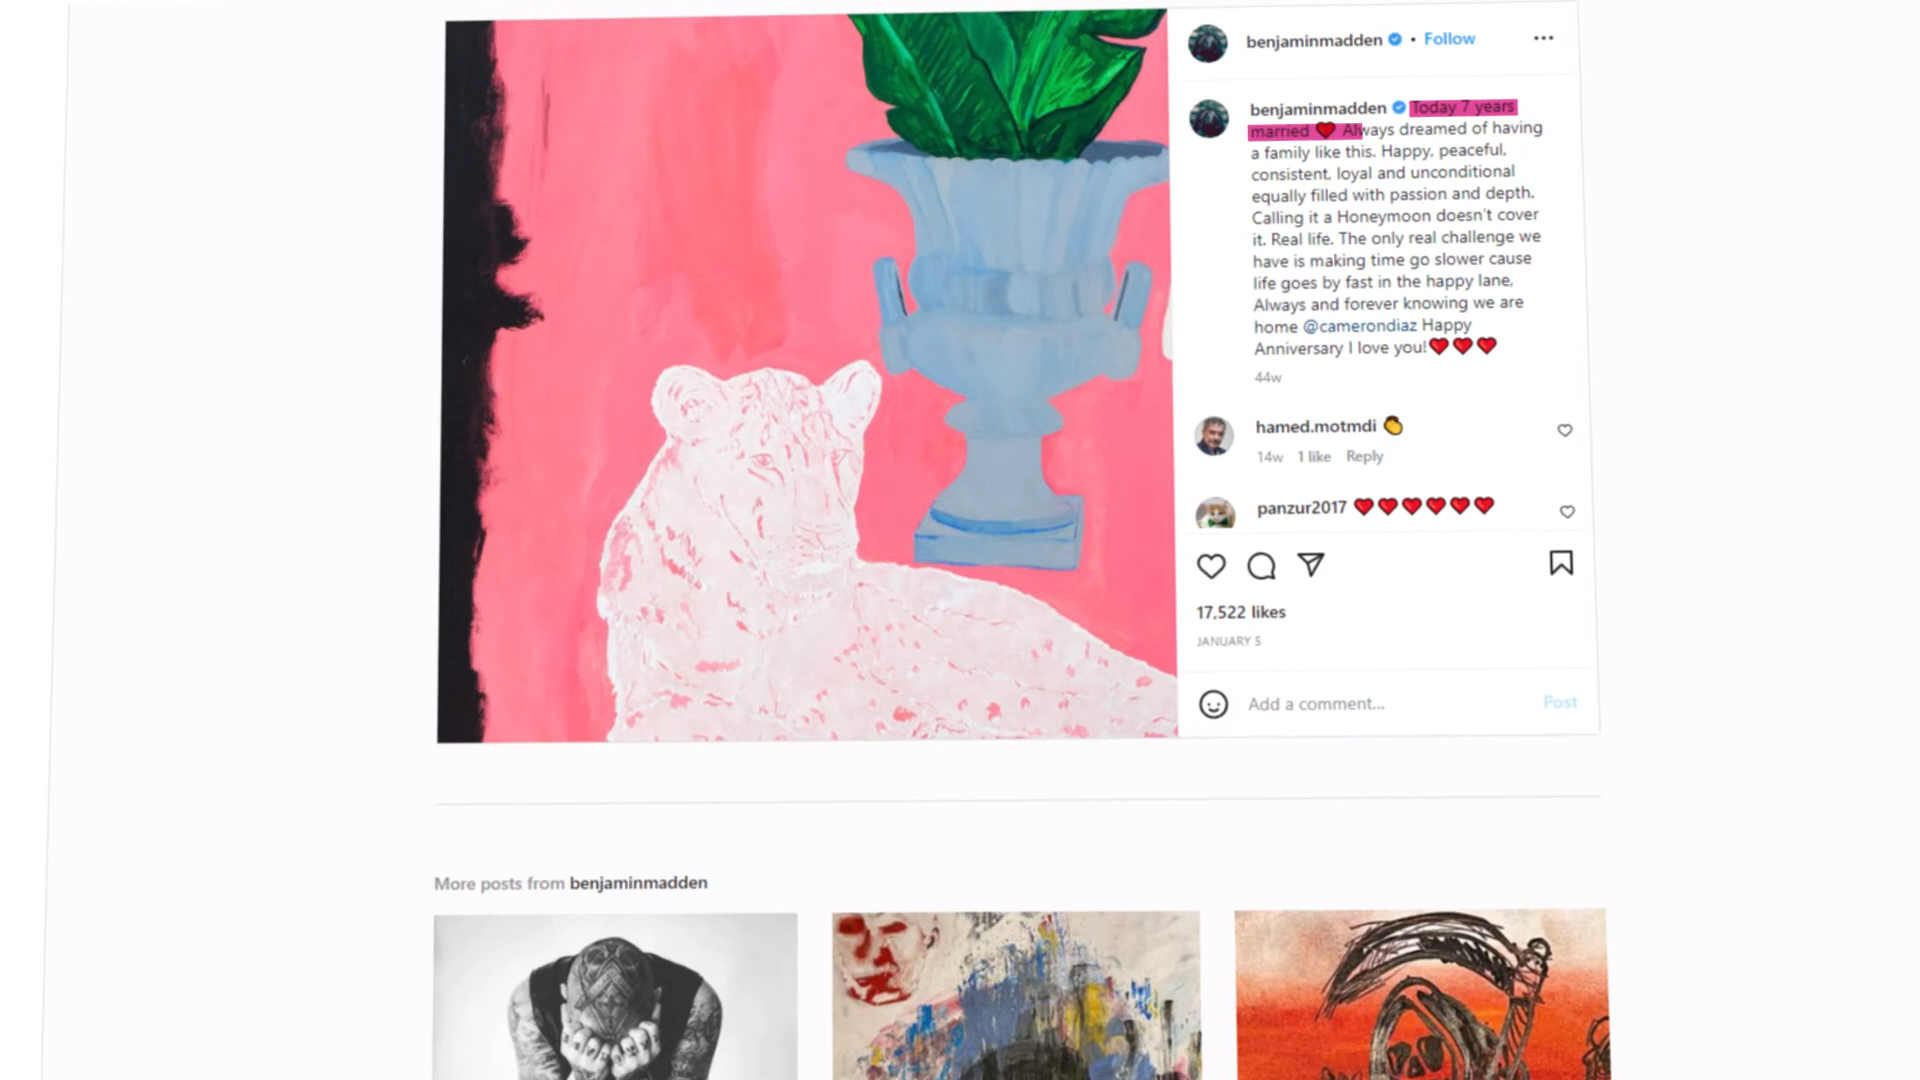 benjaminmadden • Follow
benjaminmadden Today 7 years
married ❤️ Always dreamed of having
a family like this. Happy, peaceful,
consistent, loyal and unconditional
equally filled with passion and depth.
Calling it a Honeymoon doesn't cover
it. Real life. The only real challenge we
have is making time go slower cause
life goes by fast in the happy lane,
Always and forever knowing we are
home @camerondiaz Happy
Anniversary I love you!❤️❤️❤️
44w
hamed.motmdi 👏
14w 1 like Reply
panzur2017 ❤️❤️❤️❤️❤️❤️
17,522 likes
JANUARY 5
Add a comment... Post
More posts from benjaminmadden